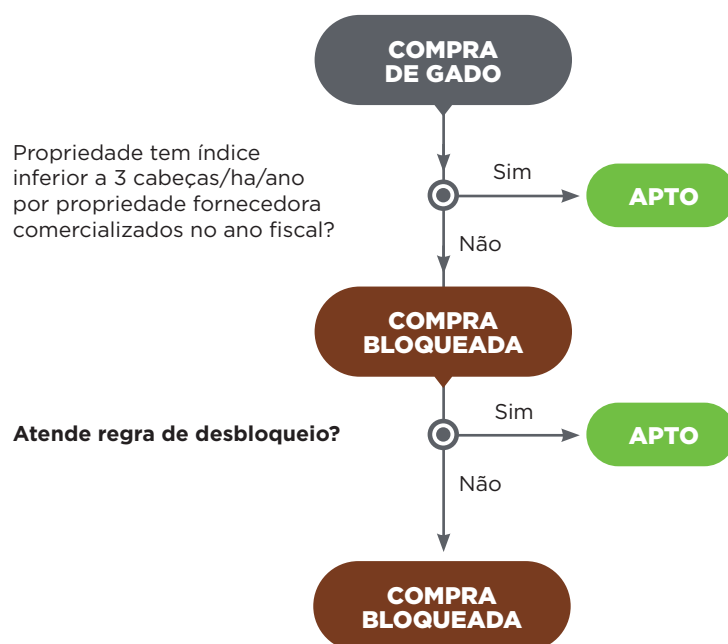 COMPRA
DE GADO
Propriedade tem índice
inferior a 3 cabeças/ha/ano
por propriedade fornecedora
comercializados no ano fiscal?
Sim
APTO
Não
COMPRA
BLOQUEADA
Atende regra de desbloqueio?
Sim
APTO
Não
COMPRA
BLOQUEADA